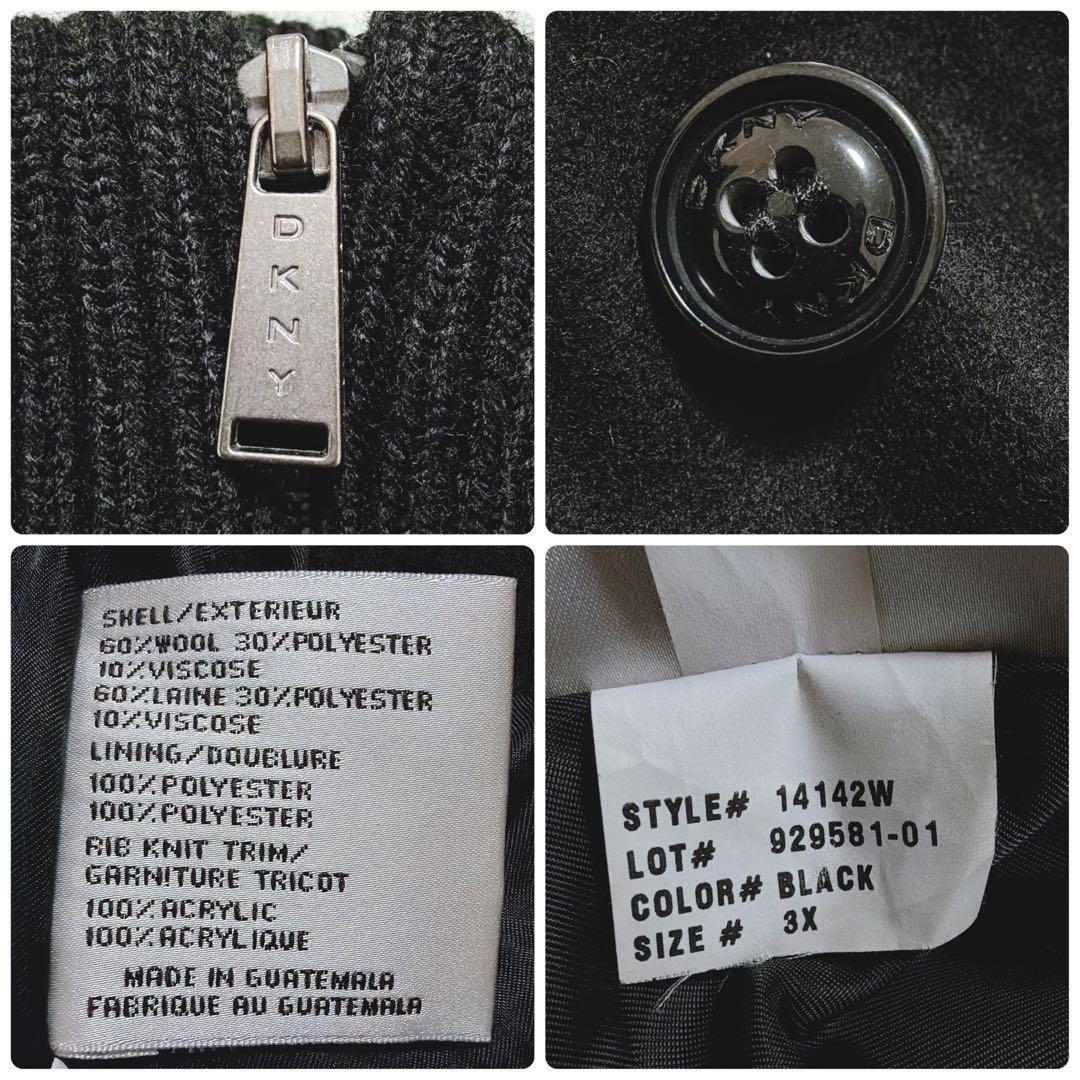 D
K
N
Y
DKNY
DKNY
SHELL/EXTERIEUR
60%WOOL 30%POLYESTER
10%VISCOSE
60%LAINE 30%POLYESTER
10%VISCOSE
LINING/DOUBLURE
100%POLYESTER
100%POLYESTER
RIB KNIT TRIM/
GARNITURE TRICOT
100%ACRYLIC
100%ACRYLIQUE
MADE IN GUATEMALA
FABRIQUE AU GUATEMALA
STYLE# 14142W
LOT# 929581-01
COLOR# BLACK
SIZE # 3X